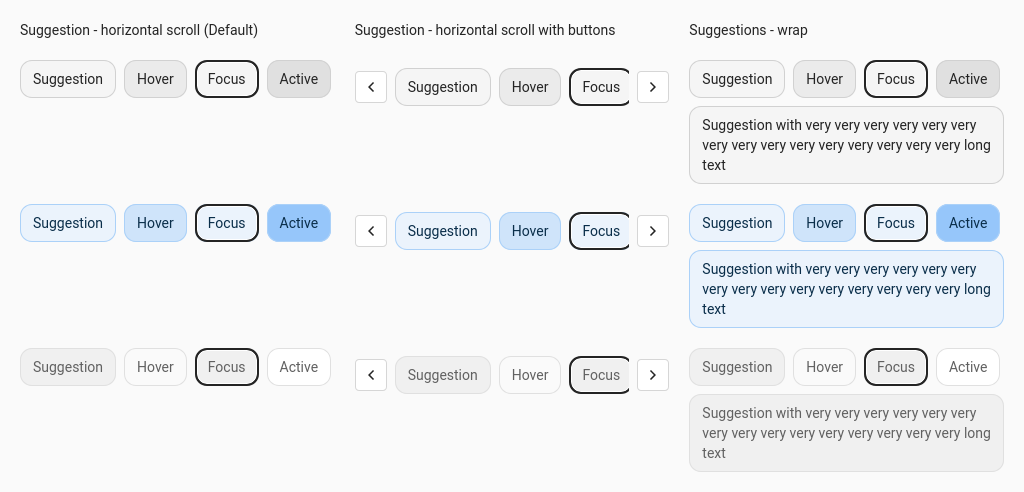 Suggestion - horizontal scroll (Default)
Suggestion Hover Focus Active
Suggestion Hover Focus Active
Suggestion Hover Focus Active
Suggestion - horizontal scroll with buttons
Suggestion Hover Focus
Suggestion Hover Focus
Suggestion Hover Focus
Suggestions - wrap
Suggestion Hover Focus Active
Suggestion with very very very very very very
very very very very very very very very very long
text
Suggestion Hover Focus Active
Suggestion with very very very very very very
very very very very very very very very very long
text
Suggestion Hover Focus Active
Suggestion with very very very very very very
very very very very very very very very very long
text